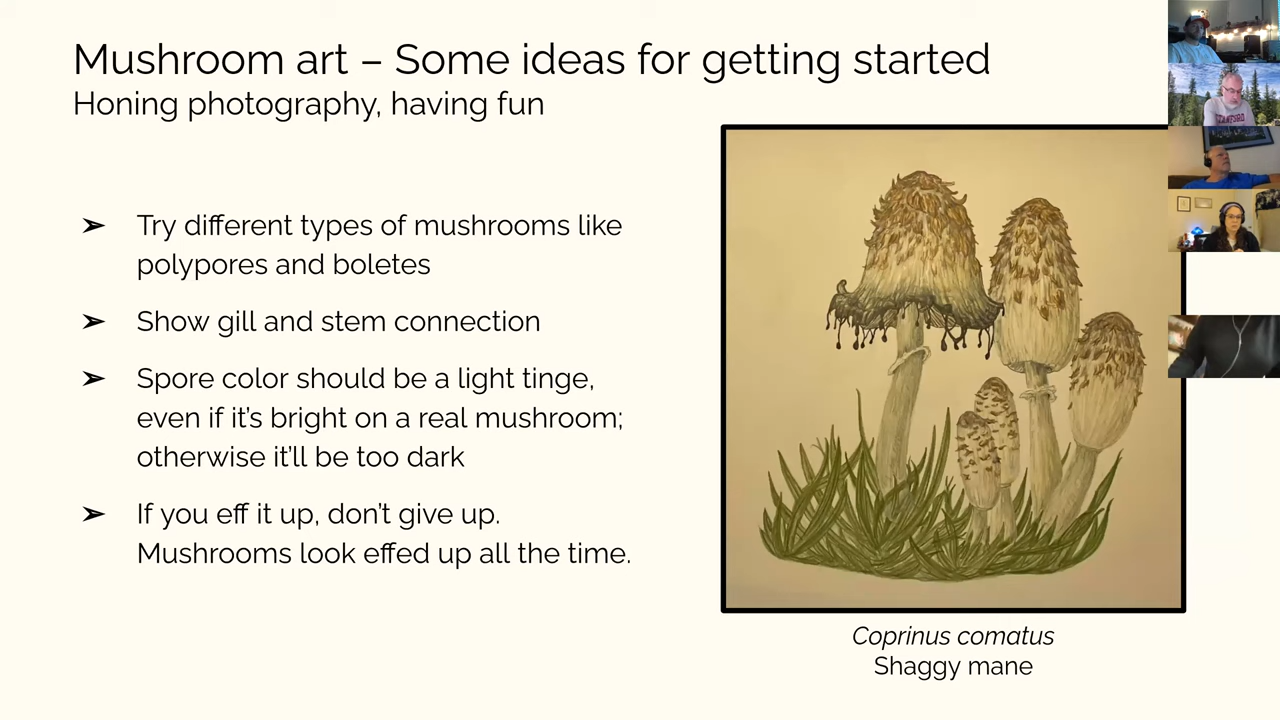 Mushroom art – Some ideas for getting started
Honing photography, having fun
➢ Try different types of mushrooms like
polypores and boletes
➢ Show gill and stem connection
➢ Spore color should be a light tinge,
even if it’s bright on a real mushroom;
otherwise it’ll be too dark
➢ If you eff it up, don’t give up.
Mushrooms look effed up all the time.
Coprinus comatus
Shaggy mane
STANFORD